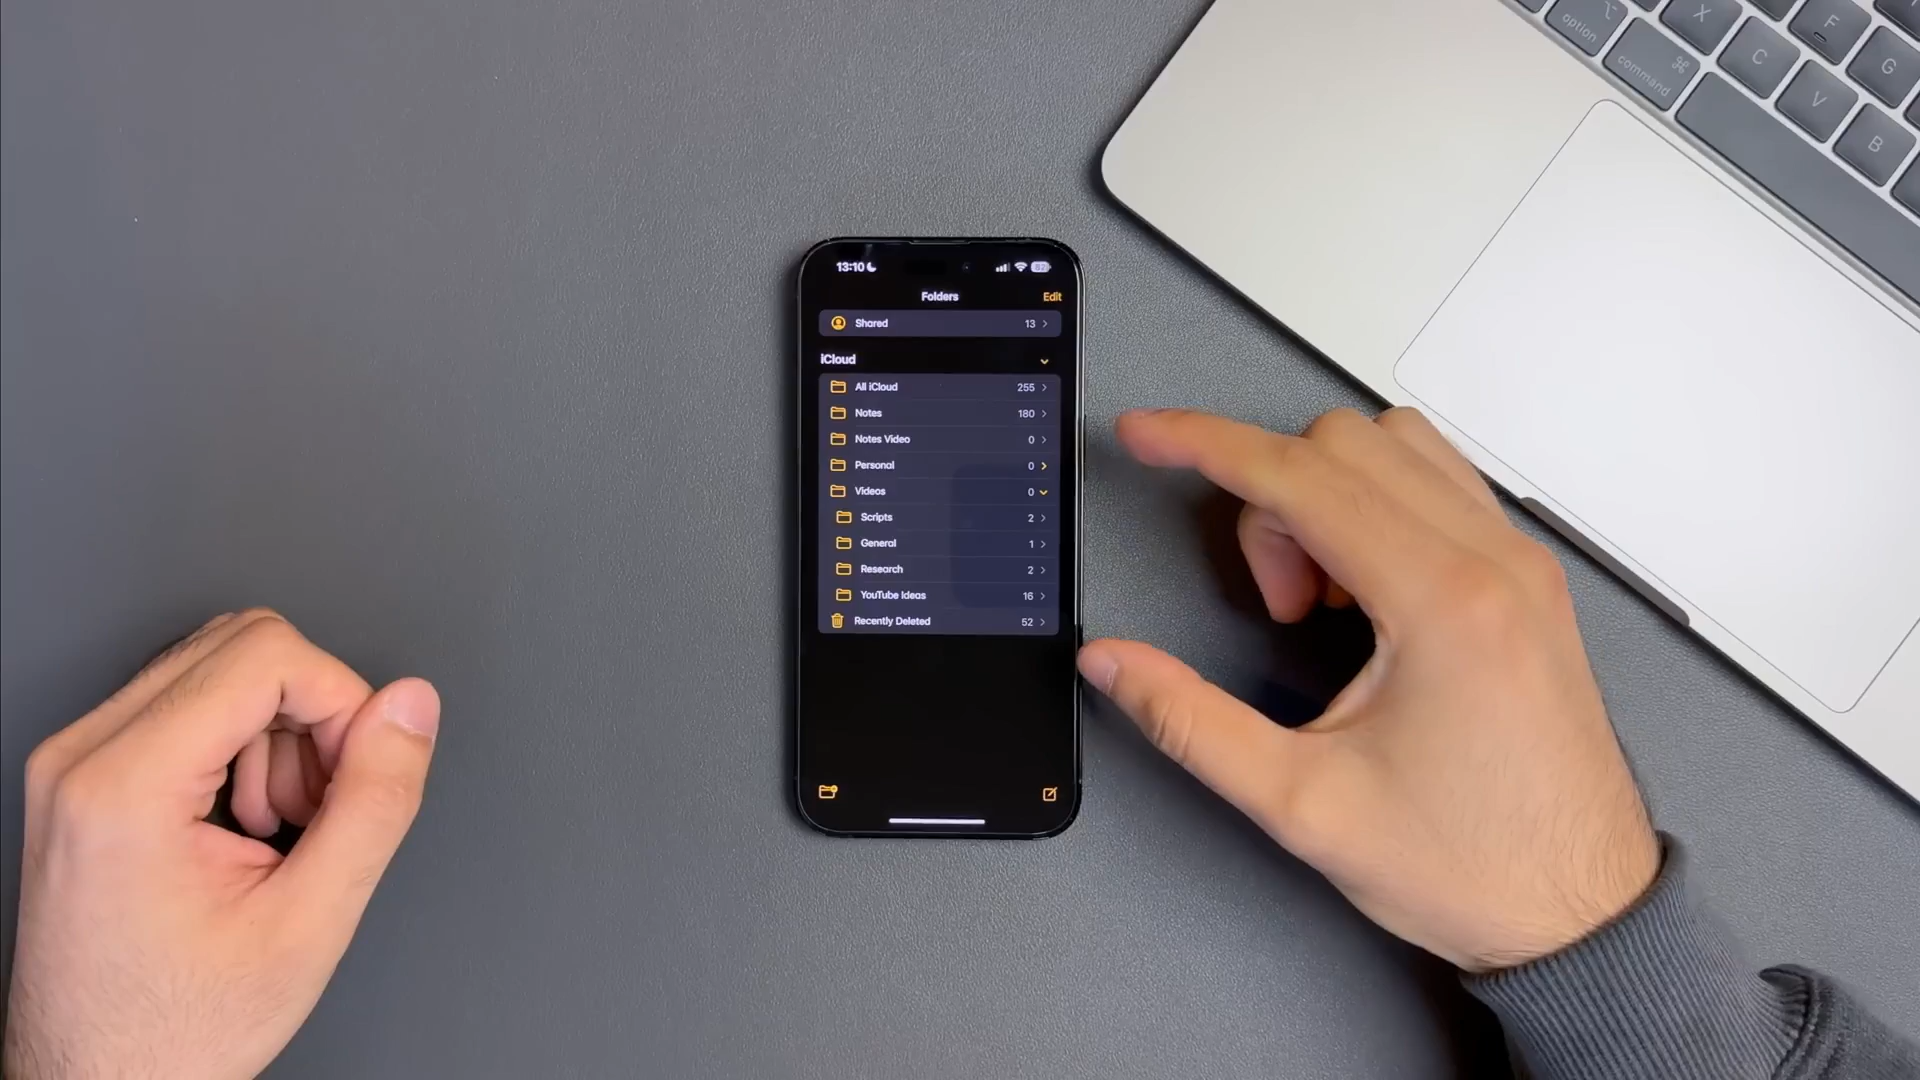 13:10
82
Folders
Edit
Shared 13
iCloud
All iCloud 255
Notes 180
Notes Video 0
Personal 0
Videos 0
Scripts 2
General 1
Research 2
YouTube Ideas 16
Recently Deleted 52
option
command
X
C
V
B
F
G